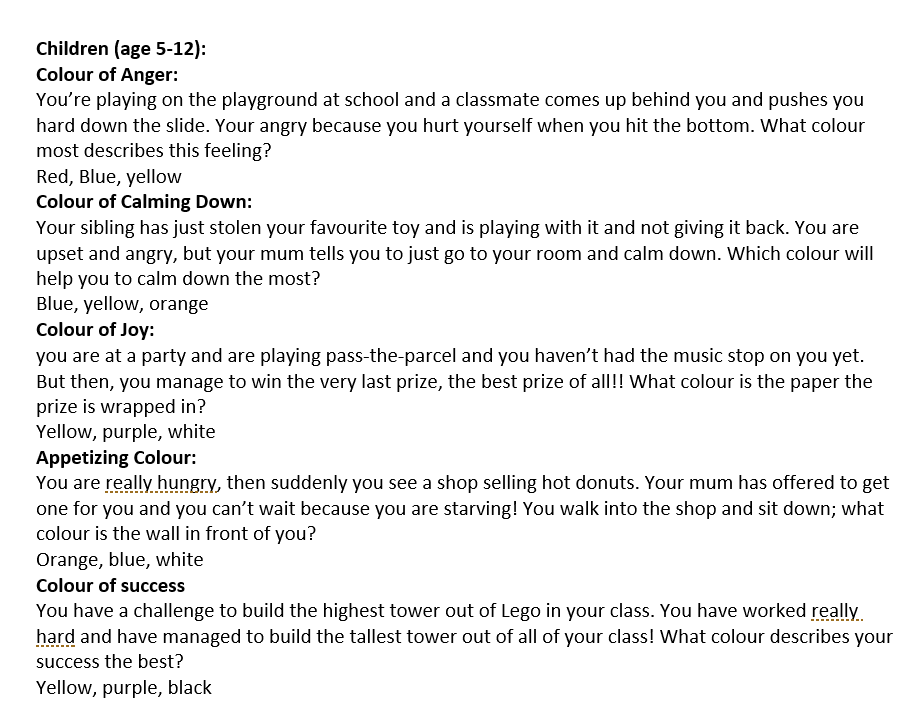 Children (age 5-12):
Colour of Anger:
You’re playing on the playground at school and a classmate comes up behind you and pushes you
hard down the slide. Your angry because you hurt yourself when you hit the bottom. What colour
most describes this feeling?
Red, Blue, yellow
Colour of Calming Down:
Your sibling has just stolen your favourite toy and is playing with it and not giving it back. You are
upset and angry, but your mum tells you to just go to your room and calm down. Which colour will
help you to calm down the most?
Blue, yellow, orange
Colour of Joy:
you are at a party and are playing pass-the-parcel and you haven’t had the music stop on you yet.
But then, you manage to win the very last prize, the best prize of all!! What colour is the paper the
prize is wrapped in?
Yellow, purple, white
Appetizing Colour:
You are really hungry, then suddenly you see a shop selling hot donuts. Your mum has offered to get
one for you and you can’t wait because you are starving! You walk into the shop and sit down; what
colour is the wall in front of you?
Orange, blue, white
Colour of success
You have a challenge to build the highest tower out of Lego in your class. You have worked really
hard and have managed to build the tallest tower out of all of your class! What colour describes your
success the best?
Yellow, purple, black